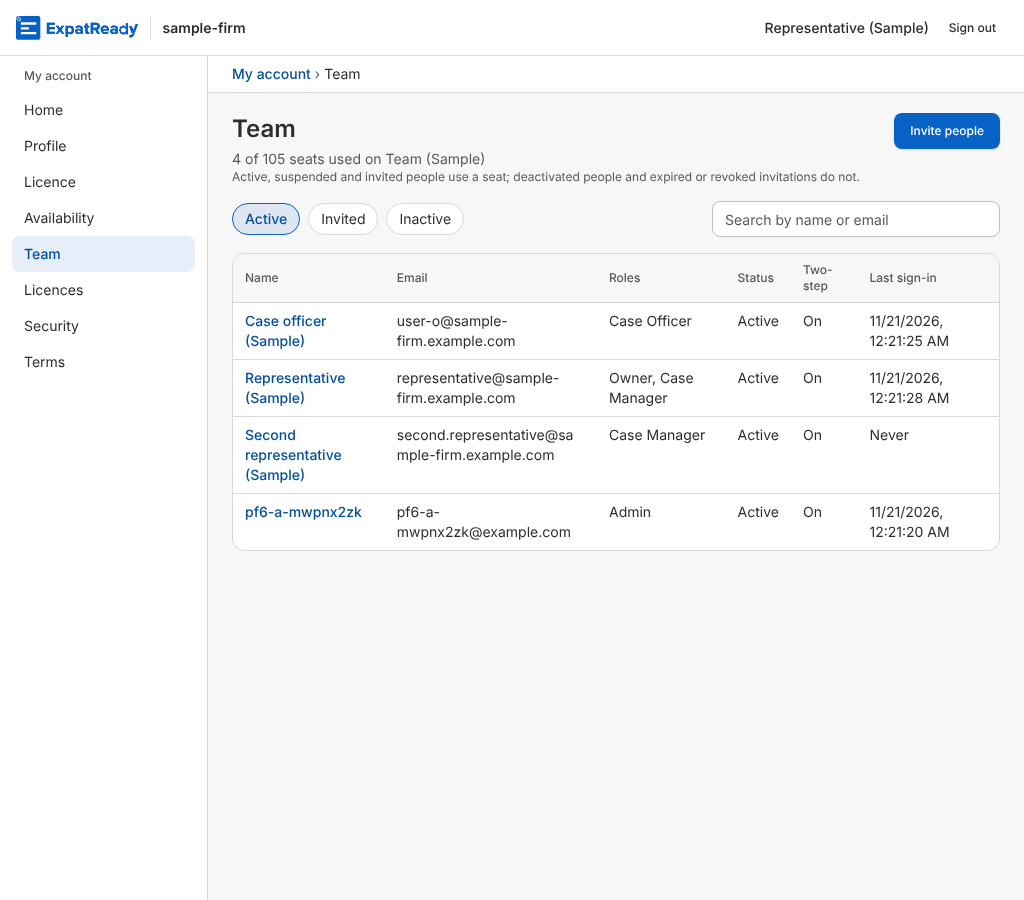 ExpatReady
sample-firm
Representative (Sample)
Sign out
My account
Home
Profile
Licence
Availability
Team
Licences
Security
Terms
My account › Team
Team
Invite people
4 of 105 seats used on Team (Sample)
Active, suspended and invited people use a seat; deactivated people and expired or revoked invitations do not.
Active
Invited
Inactive
Search by name or email
Name
Email
Roles
Status
Two-
step
Last sign-in
Case officer
(Sample)
user-o@sample-
firm.example.com
Case Officer
Active
On
11/21/2026,
12:21:25 AM
Representative
(Sample)
representative@sample-
firm.example.com
Owner, Case
Manager
Active
On
11/21/2026,
12:21:28 AM
Second
representative
(Sample)
second.representative@sa
mple-firm.example.com
Case Manager
Active
On
Never
pf6-a-mwpnx2zk
pf6-a-
mwpnx2zk@example.com
Admin
Active
On
11/21/2026,
12:21:20 AM